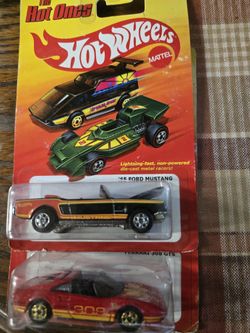 The Hot Ones
Hot Wheels
MATTEL
Lightning-fast, non-powered
die-cast metal racers!
'65 FORD MUSTANG
FERRARI 308 GTS
308